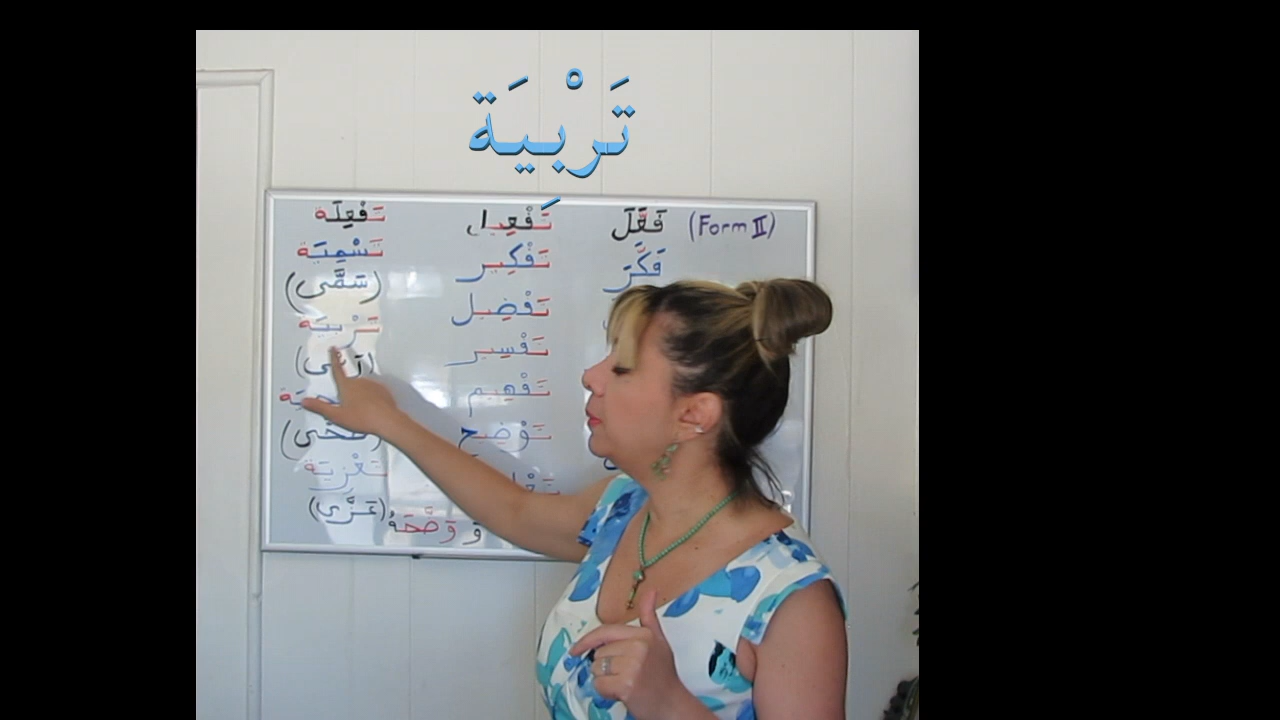 تَرْبِيَة
(Form II)
فَعَّلَ
فَكَّرَ
تَفْعِيل
تَفْكِير
تَفْضِيل
تَفْسِير
تَفْهِيم
تَوْضِيح
تَفْعِلَة
تَسْمِيَة
(سَمَّى)
تَرْبِيَة
تَعْزِيَة
(عَزَّى)